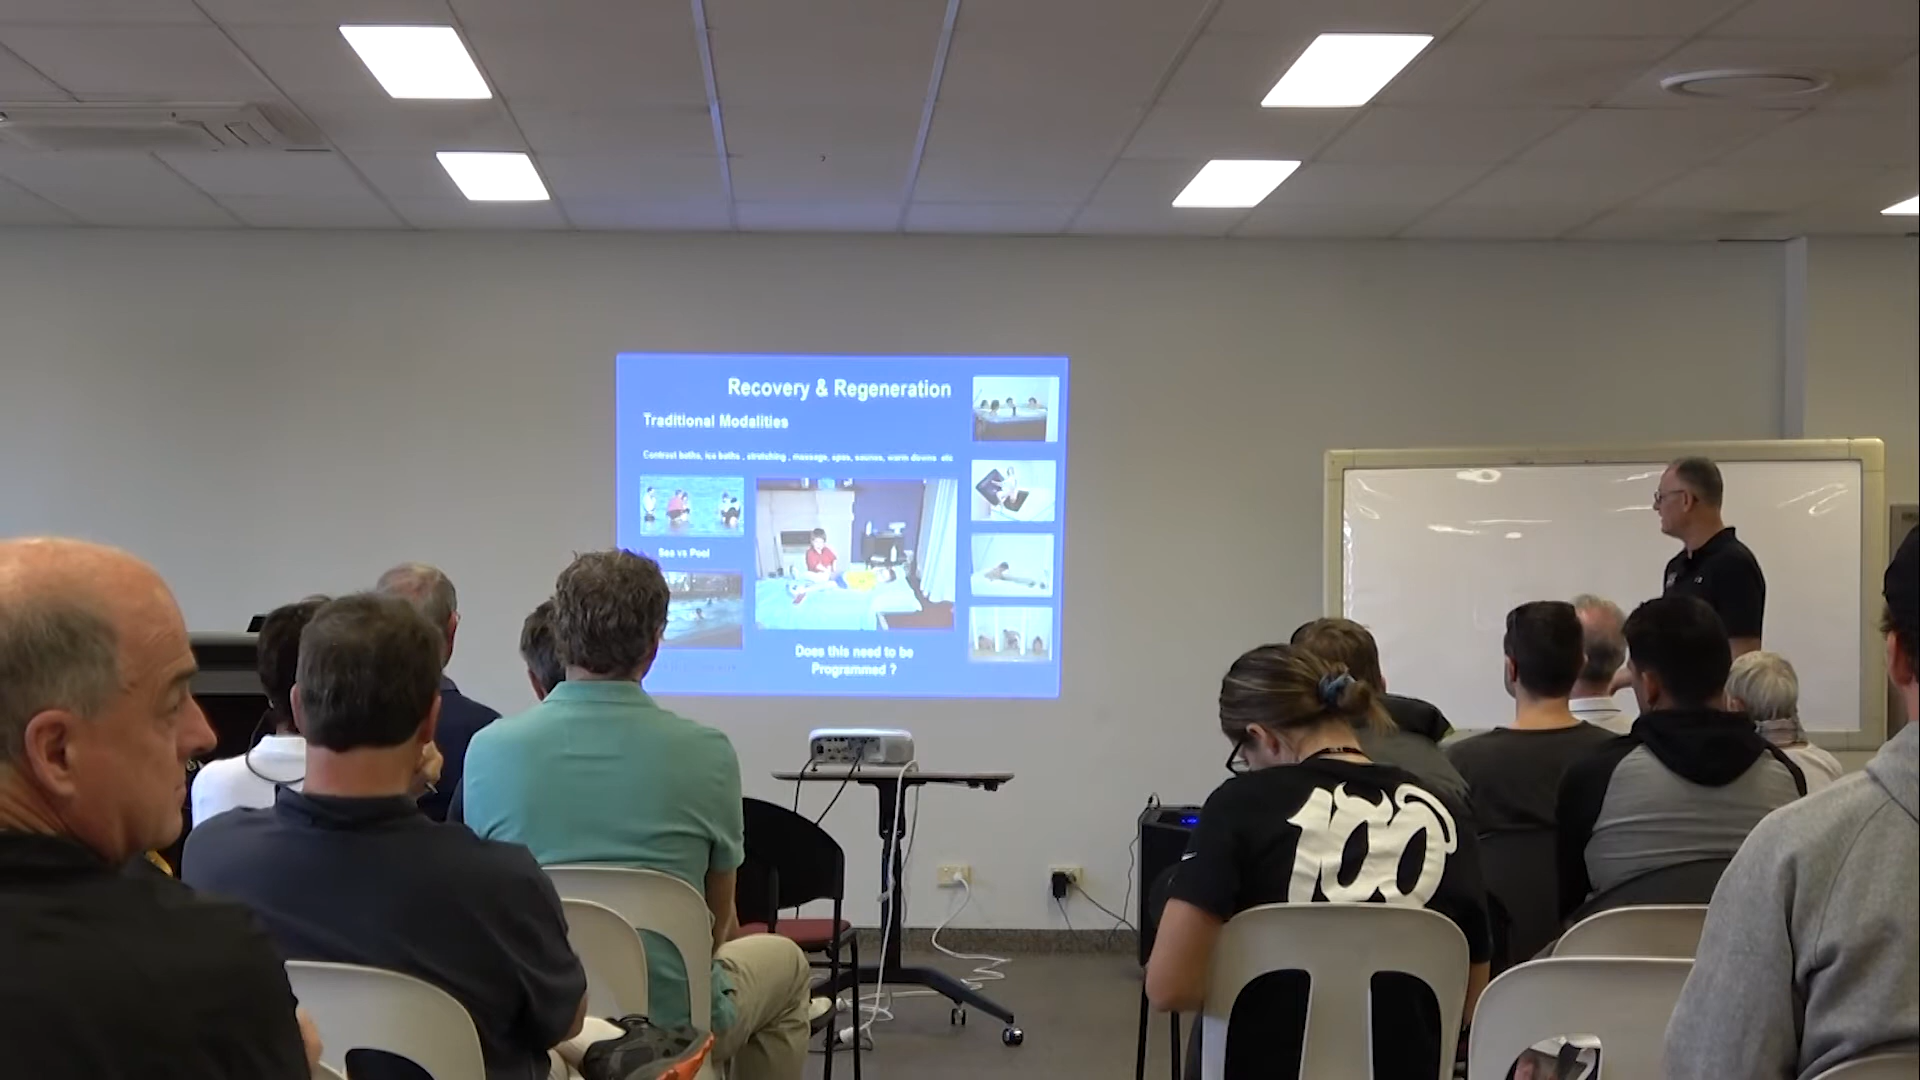 Recovery & Regeneration
Traditional Modalities
Contrast baths, ice baths , stretching , massage, spas, saunas, warm downs etc
Sea vs Pool
Does this need to be
Programmed ?
100